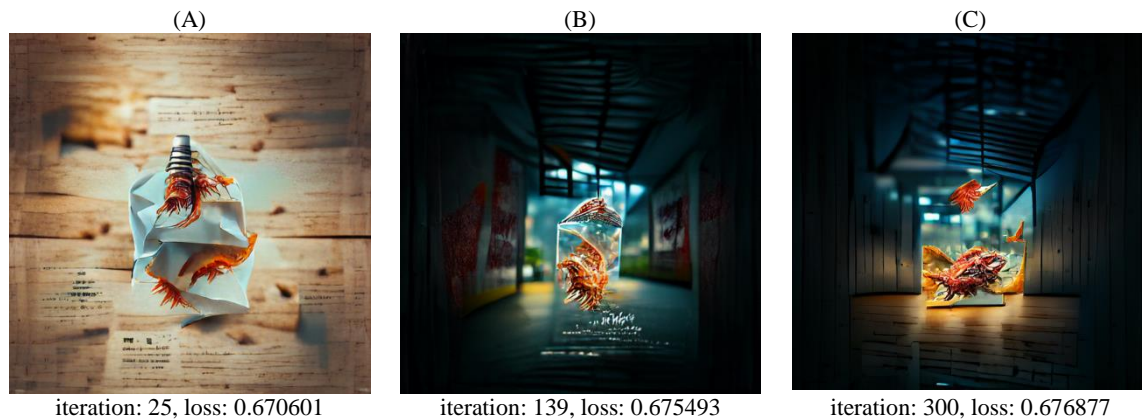 (A)
(B)
(C)
iteration: 25, loss: 0.670601
iteration: 139, loss: 0.675493
iteration: 300, loss: 0.676877